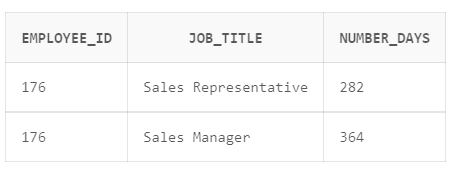 EMPLOYEE_ID JOB_TITLE NUMBER_DAYS
176 Sales Representative 282
176 Sales Manager 364